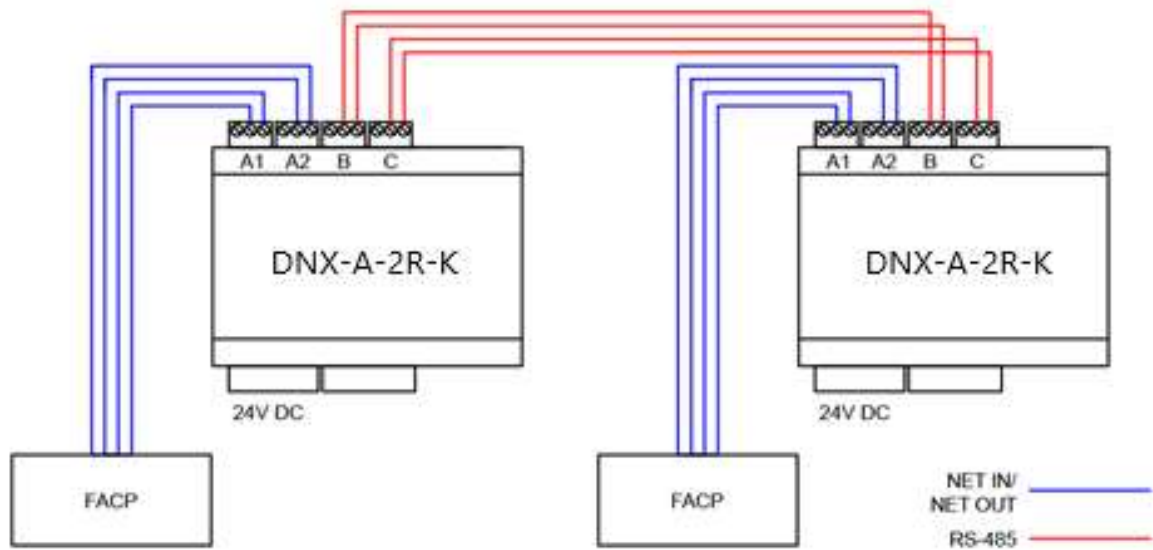 A1 A2 B C
A1 A2 B C
DNX-A-2R-K
DNX-A-2R-K
24V DC
24V DC
FACP
FACP
NET IN/
NET OUT
RS-485